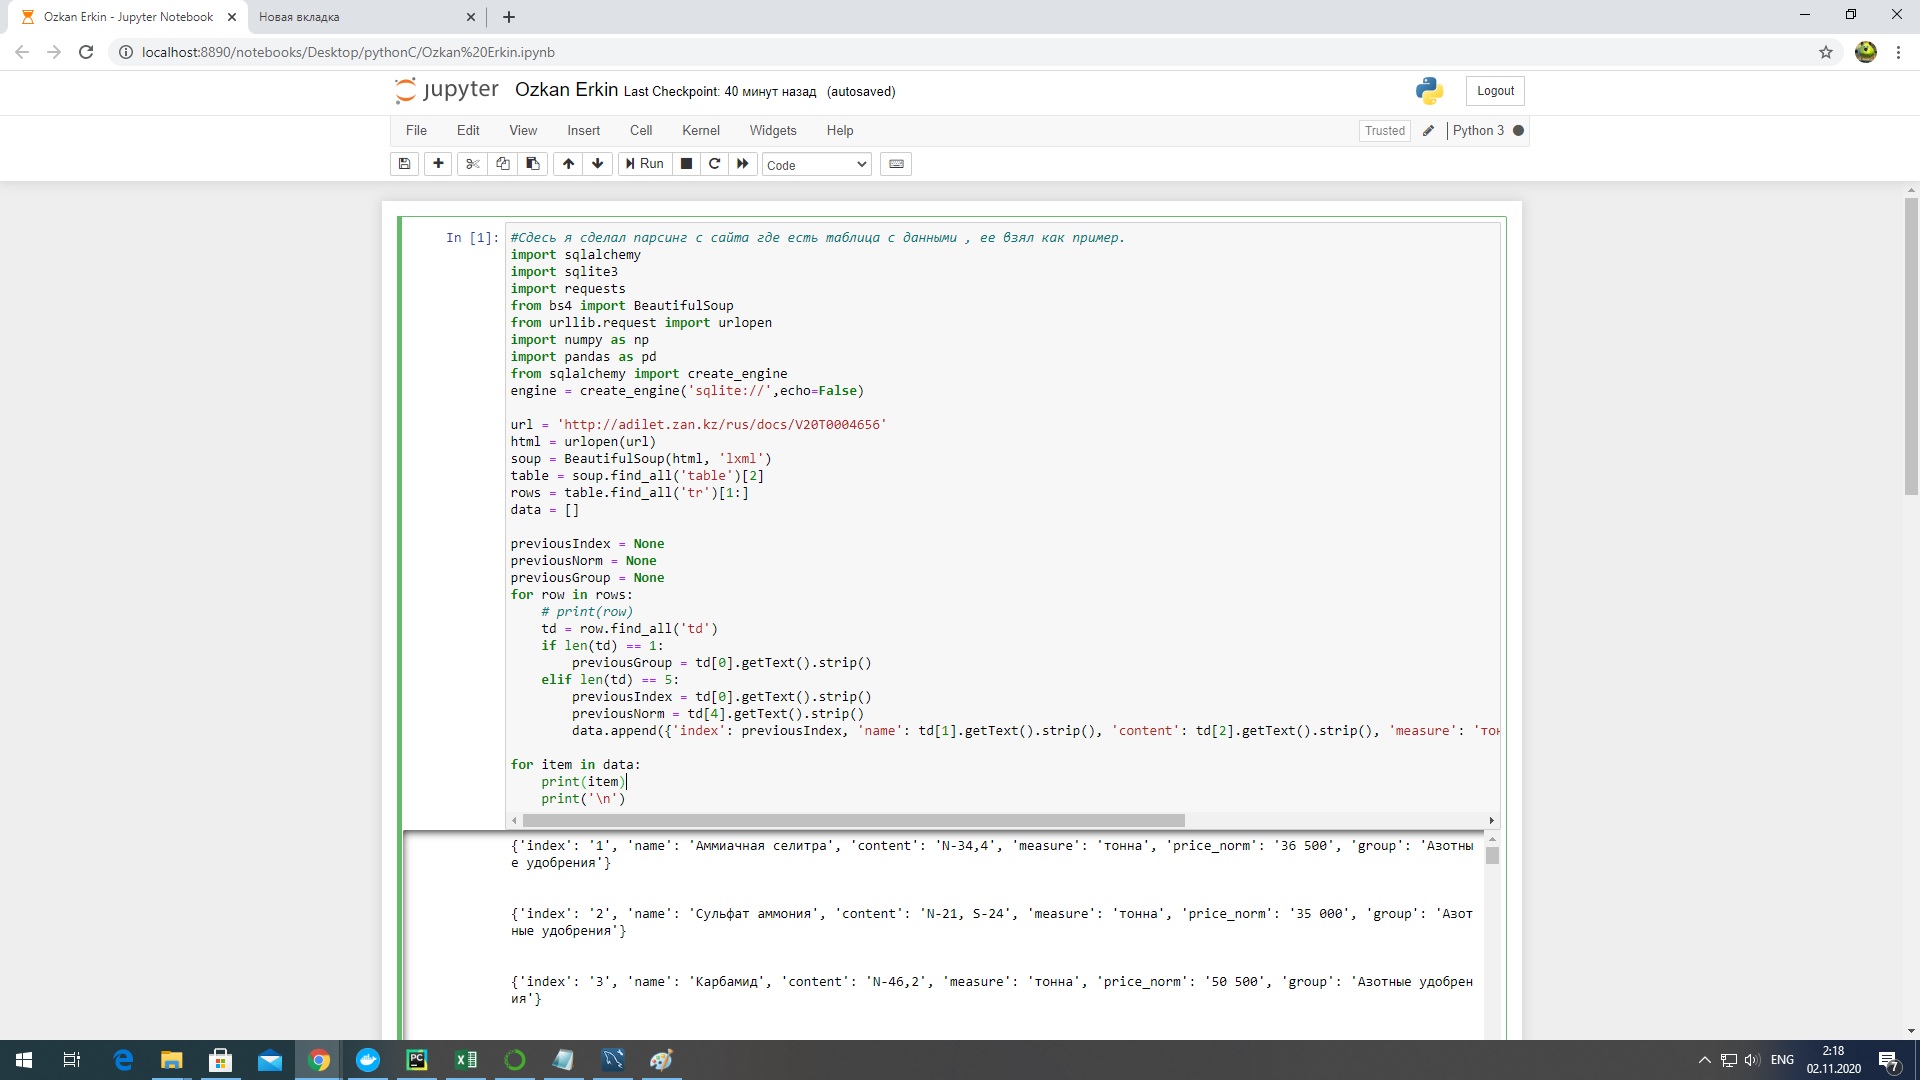 Ozkan Erkin - Jupyter Notebook
Новая вкладка
localhost:8890/notebooks/Desktop/pythonC/Ozkan%20Erkin.ipynb
jupyter Ozkan Erkin Last Checkpoint: 40 минут назад (autosaved)
Logout
File Edit View Insert Cell Kernel Widgets Help
Trusted Python 3
Run Code
In [1]: #Сдесь я сделал парсинг с сайта где есть таблица с данными , ее взял как пример.
import sqlalchemy
import sqlite3
import requests
from bs4 import BeautifulSoup
from urllib.request import urlopen
import numpy as np
import pandas as pd
from sqlalchemy import create_engine
engine = create_engine('sqlite://',echo=False)
url = 'http://adilet.zan.kz/rus/docs/V20T0004656'
html = urlopen(url)
soup = BeautifulSoup(html, 'lxml')
table = soup.find_all('table')[2]
rows = table.find_all('tr')[1:]
data = []
previousIndex = None
previousNorm = None
previousGroup = None
for row in rows:
    # print(row)
    td = row.find_all('td')
    if len(td) == 1:
        previousGroup = td[0].getText().strip()
    elif len(td) == 5:
        previousIndex = td[0].getText().strip()
        previousNorm = td[4].getText().strip()
        data.append({'index': previousIndex, 'name': td[1].getText().strip(), 'content': td[2].getText().strip(), 'measure': 'тон
for item in data:
    print(item)
    print('\n')
{'index': '1', 'name': 'Аммиачная селитра', 'content': 'N-34,4', 'measure': 'тонна', 'price_norm': '36 500', 'group': 'Азотны
е удобрения'}
{'index': '2', 'name': 'Сульфат аммония', 'content': 'N-21, S-24', 'measure': 'тонна', 'price_norm': '35 000', 'group': 'Азот
ные удобрения'}
{'index': '3', 'name': 'Карбамид', 'content': 'N-46,2', 'measure': 'тонна', 'price_norm': '50 500', 'group': 'Азотные удобрен
ия'}
PC
ENG
2:18
02.11.2020
7